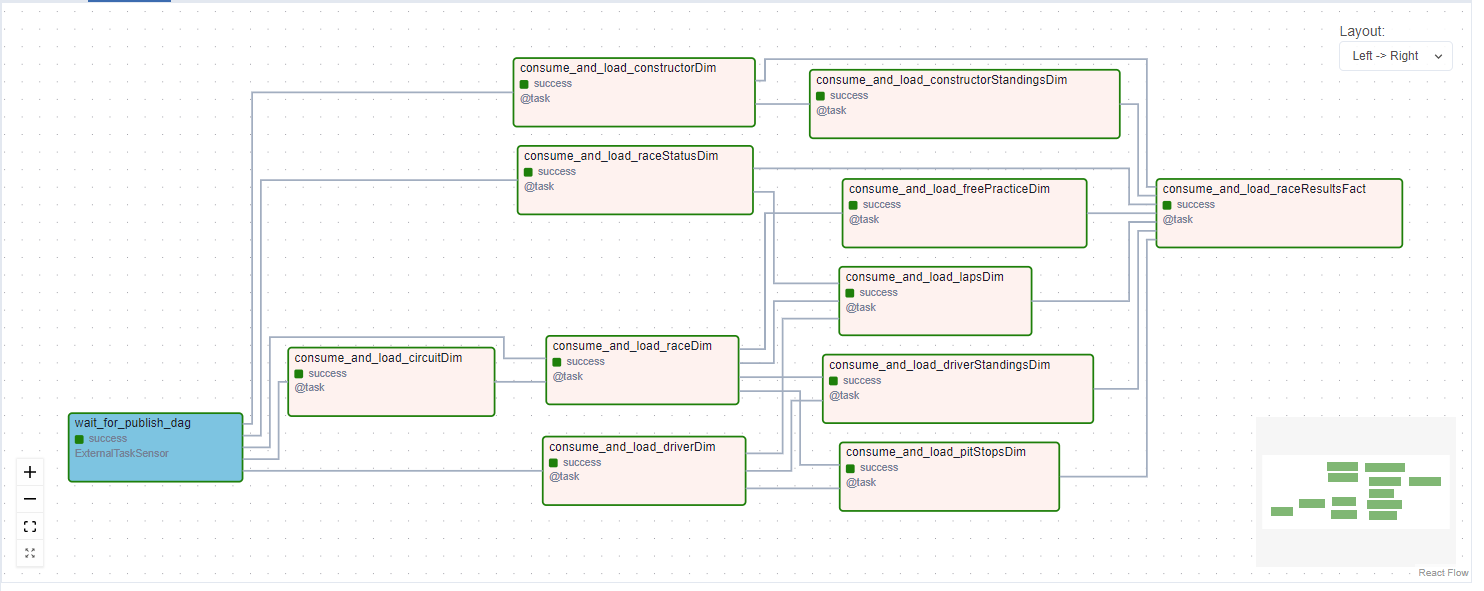 Layout:
Left -> Right
consume_and_load_constructorDim
success
@task
consume_and_load_constructorStandingsDim
success
@task
consume_and_load_raceStatusDim
success
@task
consume_and_load_freePracticeDim
success
@task
consume_and_load_raceResultsFact
success
@task
consume_and_load_lapsDim
success
@task
consume_and_load_circuitDim
success
@task
consume_and_load_raceDim
success
@task
consume_and_load_driverStandingsDim
success
@task
wait_for_publish_dag
success
ExternalTaskSensor
consume_and_load_driverDim
success
@task
consume_and_load_pitStopsDim
success
@task
React Flow